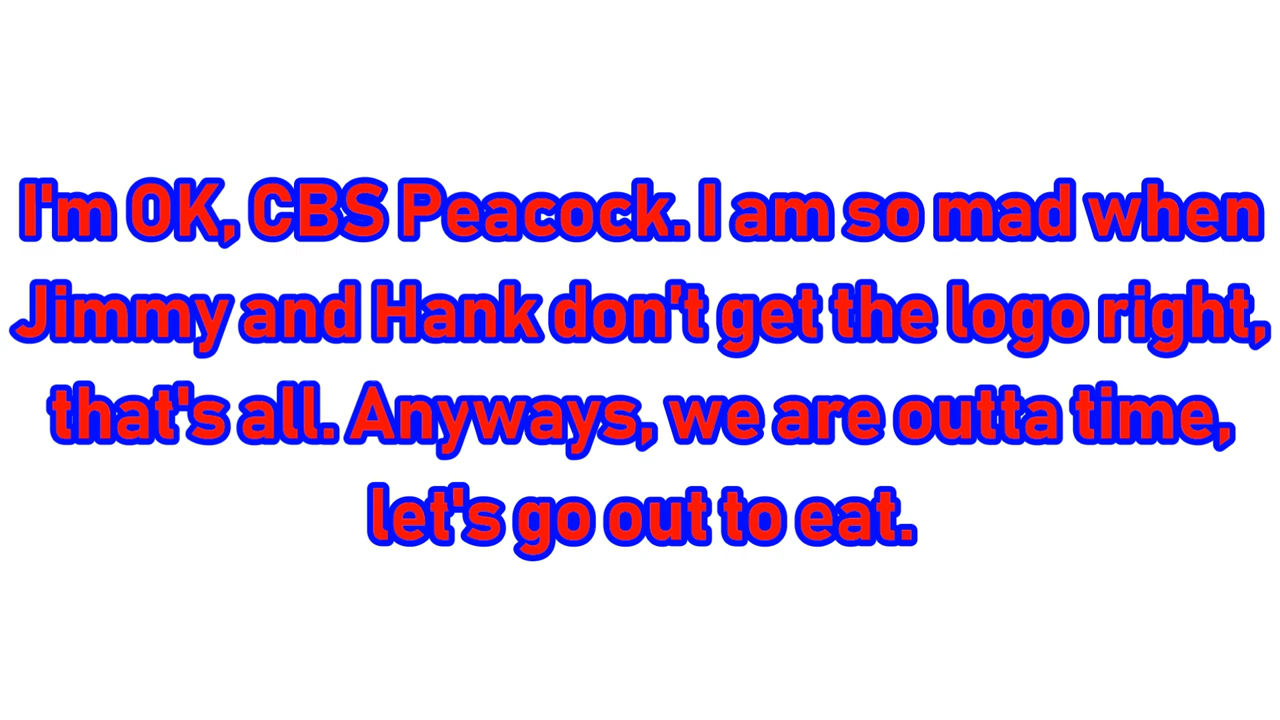 I'm OK, CBS Peacock. I am so mad when
Jimmy and Hank don't get the logo right,
that's all. Anyways, we are outta time,
let's go out to eat.